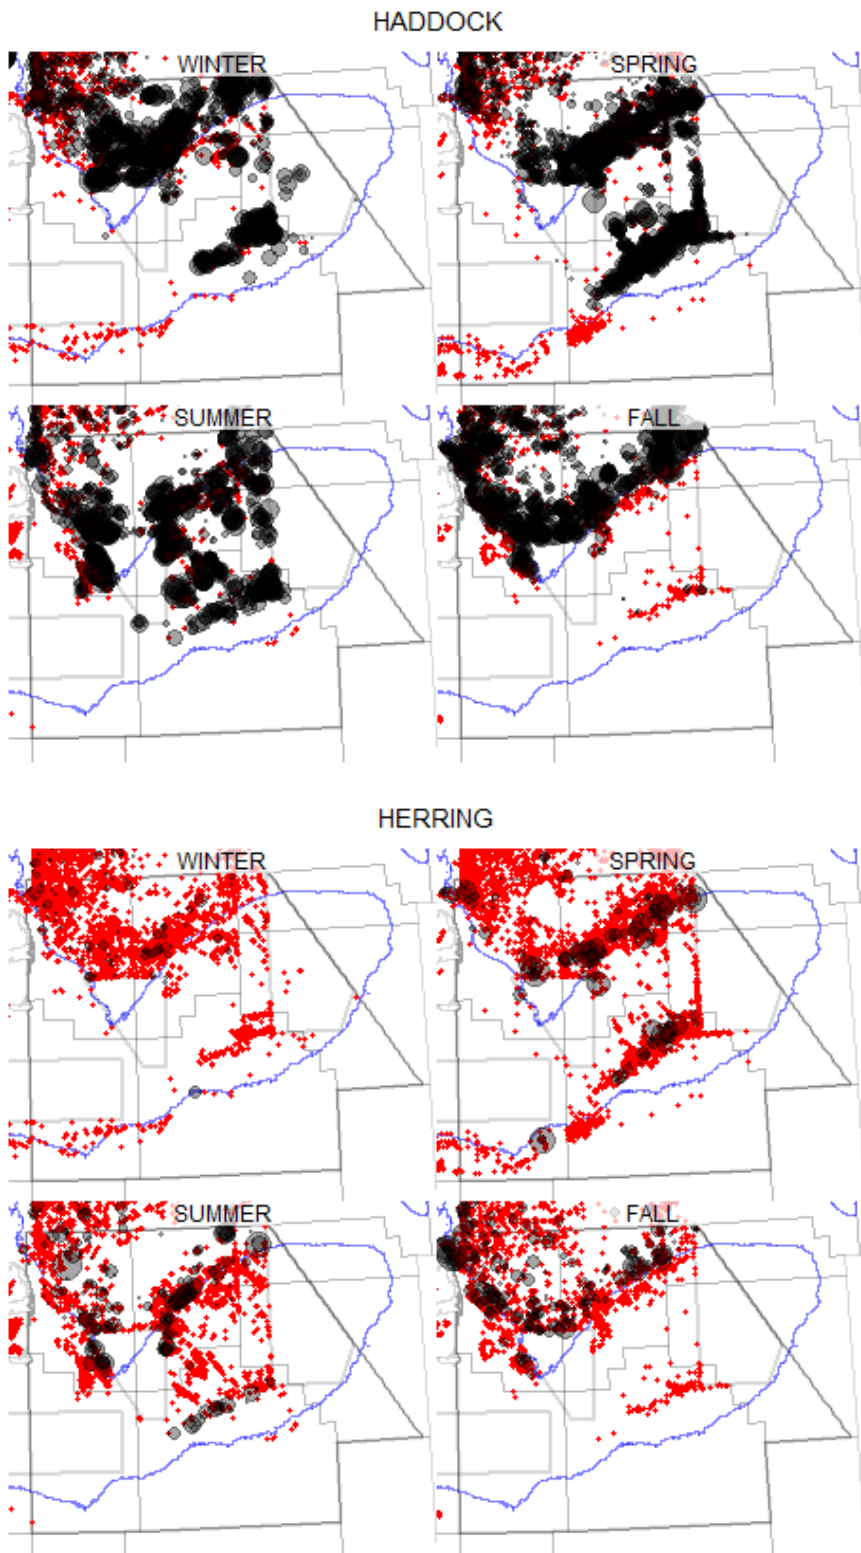 HADDOCK
WINTER
SPRING
SUMMER
FALL
HERRING
WINTER
SPRING
SUMMER
FALL